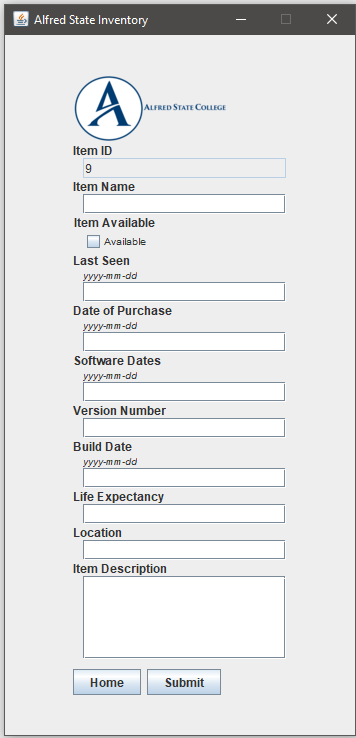 Alfred State Inventory
ALFRED STATE COLLEGE
Item ID
9
Item Name
Item Available
Available
Last Seen
yyyy-mm-dd
Date of Purchase
yyyy-mm-dd
Software Dates
yyyy-mm-dd
Version Number
Build Date
yyyy-mm-dd
Life Expectancy
Location
Item Description
Home Submit